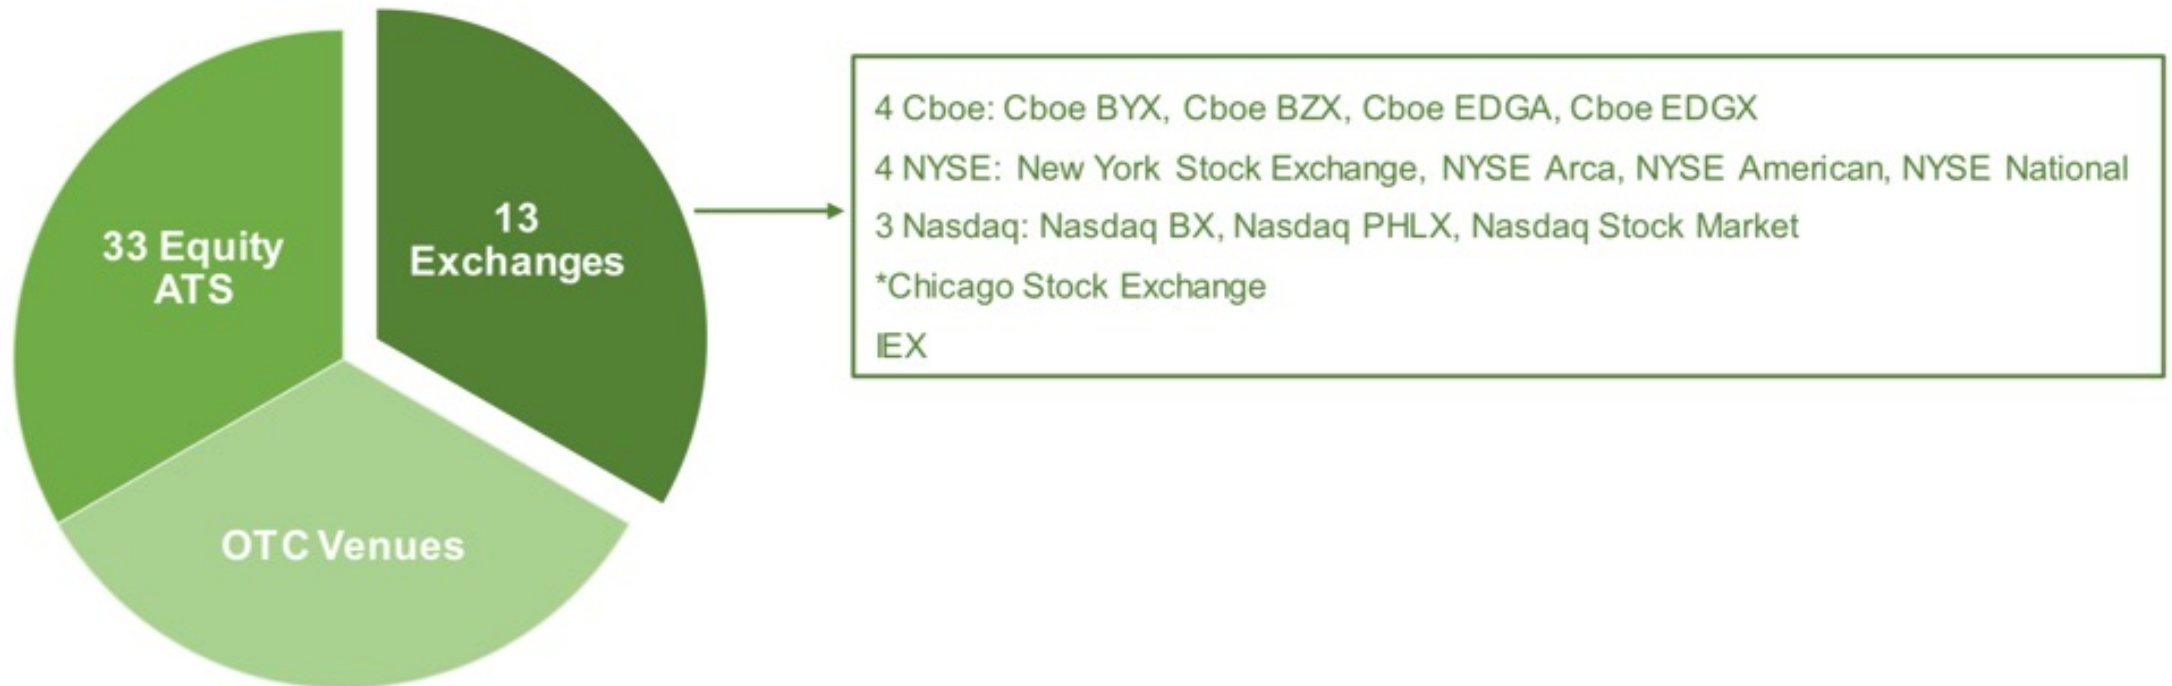 33 Equity
ATS
13
Exchanges
OTC Venues
4 Cboe: Cboe BYX, Cboe BZX, Cboe EDGA, Cboe EDGX
4 NYSE: New York Stock Exchange, NYSE Arca, NYSE American, NYSE National
3 Nasdaq: Nasdaq BX, Nasdaq PHLX, Nasdaq Stock Market
*Chicago Stock Exchange
IEX